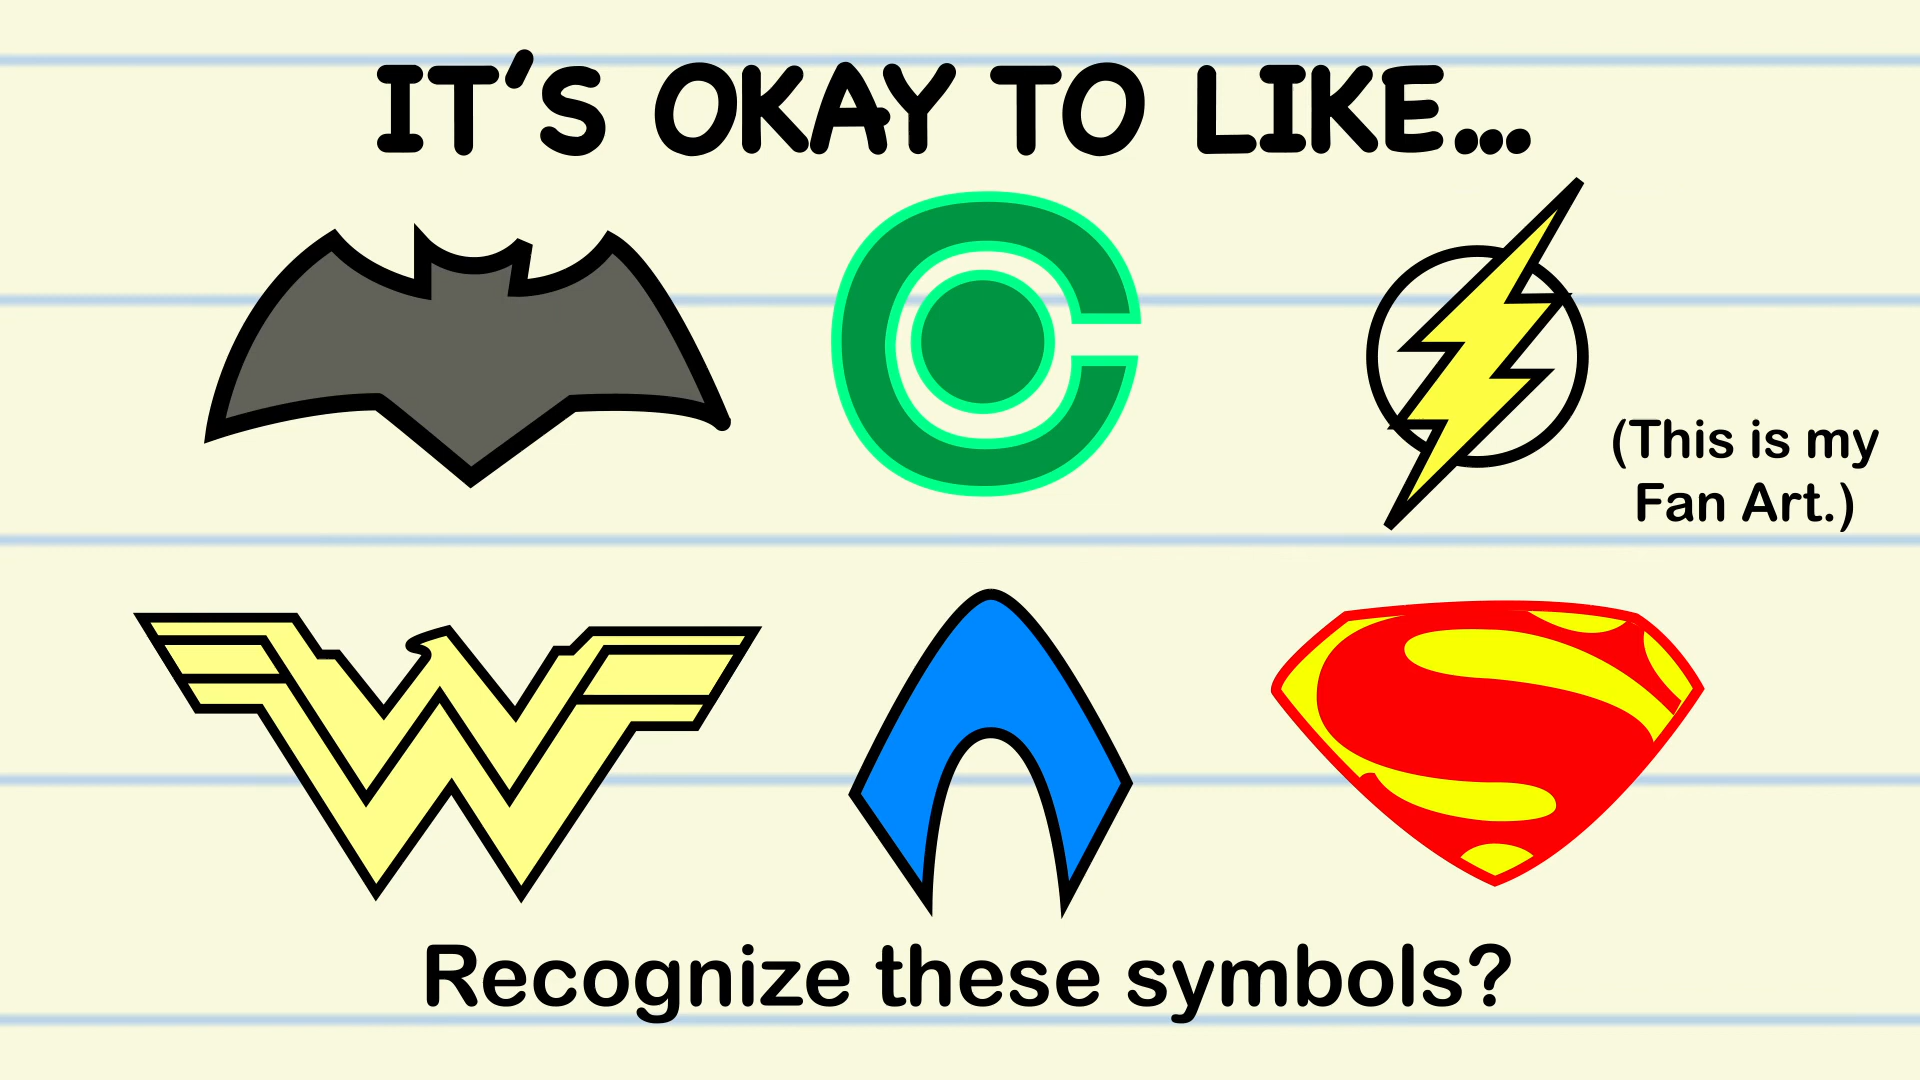 IT'S OKAY TO LIKE...
(This is my
Fan Art.)
Recognize these symbols?